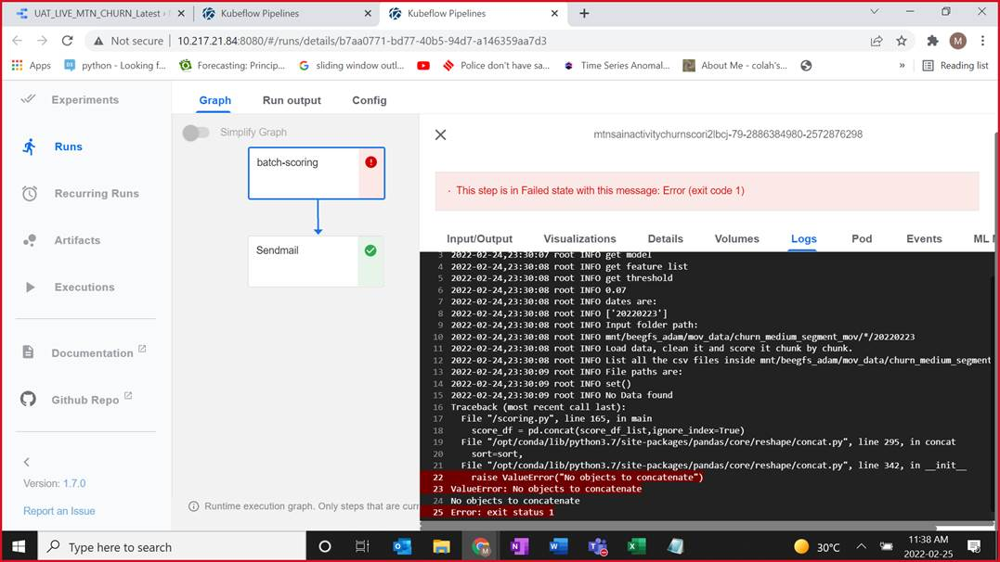 UAT_LIVE_MTN_CHURN_Latest › 
Kubeflow Pipelines
Kubeflow Pipelines
Not secure
10.217.21.84:8080/#/runs/details/b7aa0771-bd77-40b5-94d7-a146359aa7d3
M
Apps
python - Looking f...
Forecasting: Princip...
sliding window outl...
Police don't have sa...
Time Series Anomal...
About Me - colah's...
»
Reading list
Experiments
Runs
Recurring Runs
Artifacts
Executions
Documentation
Github Repo
Version: 1.7.0
Report an Issue
Graph
Run output
Config
Simplify Graph
batch-scoring
Sendmail
Runtime execution graph. Only steps that are curr
mtnsainactivitychurnscori2lbcj-79-2886384980-2572876298
· This step is in Failed state with this message: Error (exit code 1)
Input/Output
Visualizations
Details
Volumes
Logs
Pod
Events
ML M
3 2022-02-24,23:30:07 root INFO get model
4 2022-02-24,23:30:08 root INFO get feature list
5 2022-02-24,23:30:08 root INFO get threshold
6 2022-02-24,23:30:08 root INFO 0.07
7 2022-02-24,23:30:08 root INFO dates are:
8 2022-02-24,23:30:08 root INFO ['20220223']
9 2022-02-24,23:30:08 root INFO Input folder path:
10 2022-02-24,23:30:08 root INFO mnt/beegfs_adam/mov_data/churn_medium_segment_mov/*/20220223
11 2022-02-24,23:30:08 root INFO Load data, clean it and score it chunk by chunk.
12 2022-02-24,23:30:08 root INFO List all the csv files inside mnt/beegfs_adam/mov_data/churn_medium_segment
13 2022-02-24,23:30:09 root INFO File paths are:
14 2022-02-24,23:30:09 root INFO set()
15 2022-02-24,23:30:09 root INFO No Data found
16 Traceback (most recent call last):
17 File "/scoring.py", line 165, in main
18 score_df = pd.concat(score_df_list,ignore_index=True)
19 File "/opt/conda/lib/python3.7/site-packages/pandas/core/reshape/concat.py", line 295, in concat
20 sort=sort,
21 File "/opt/conda/lib/python3.7/site-packages/pandas/core/reshape/concat.py", line 342, in __init__
22 raise ValueError("No objects to concatenate")
23 ValueError: No objects to concatenate
24 No objects to concatenate
25 Error: exit status 1
Type here to search
30°C
11:38 AM
2022-02-25